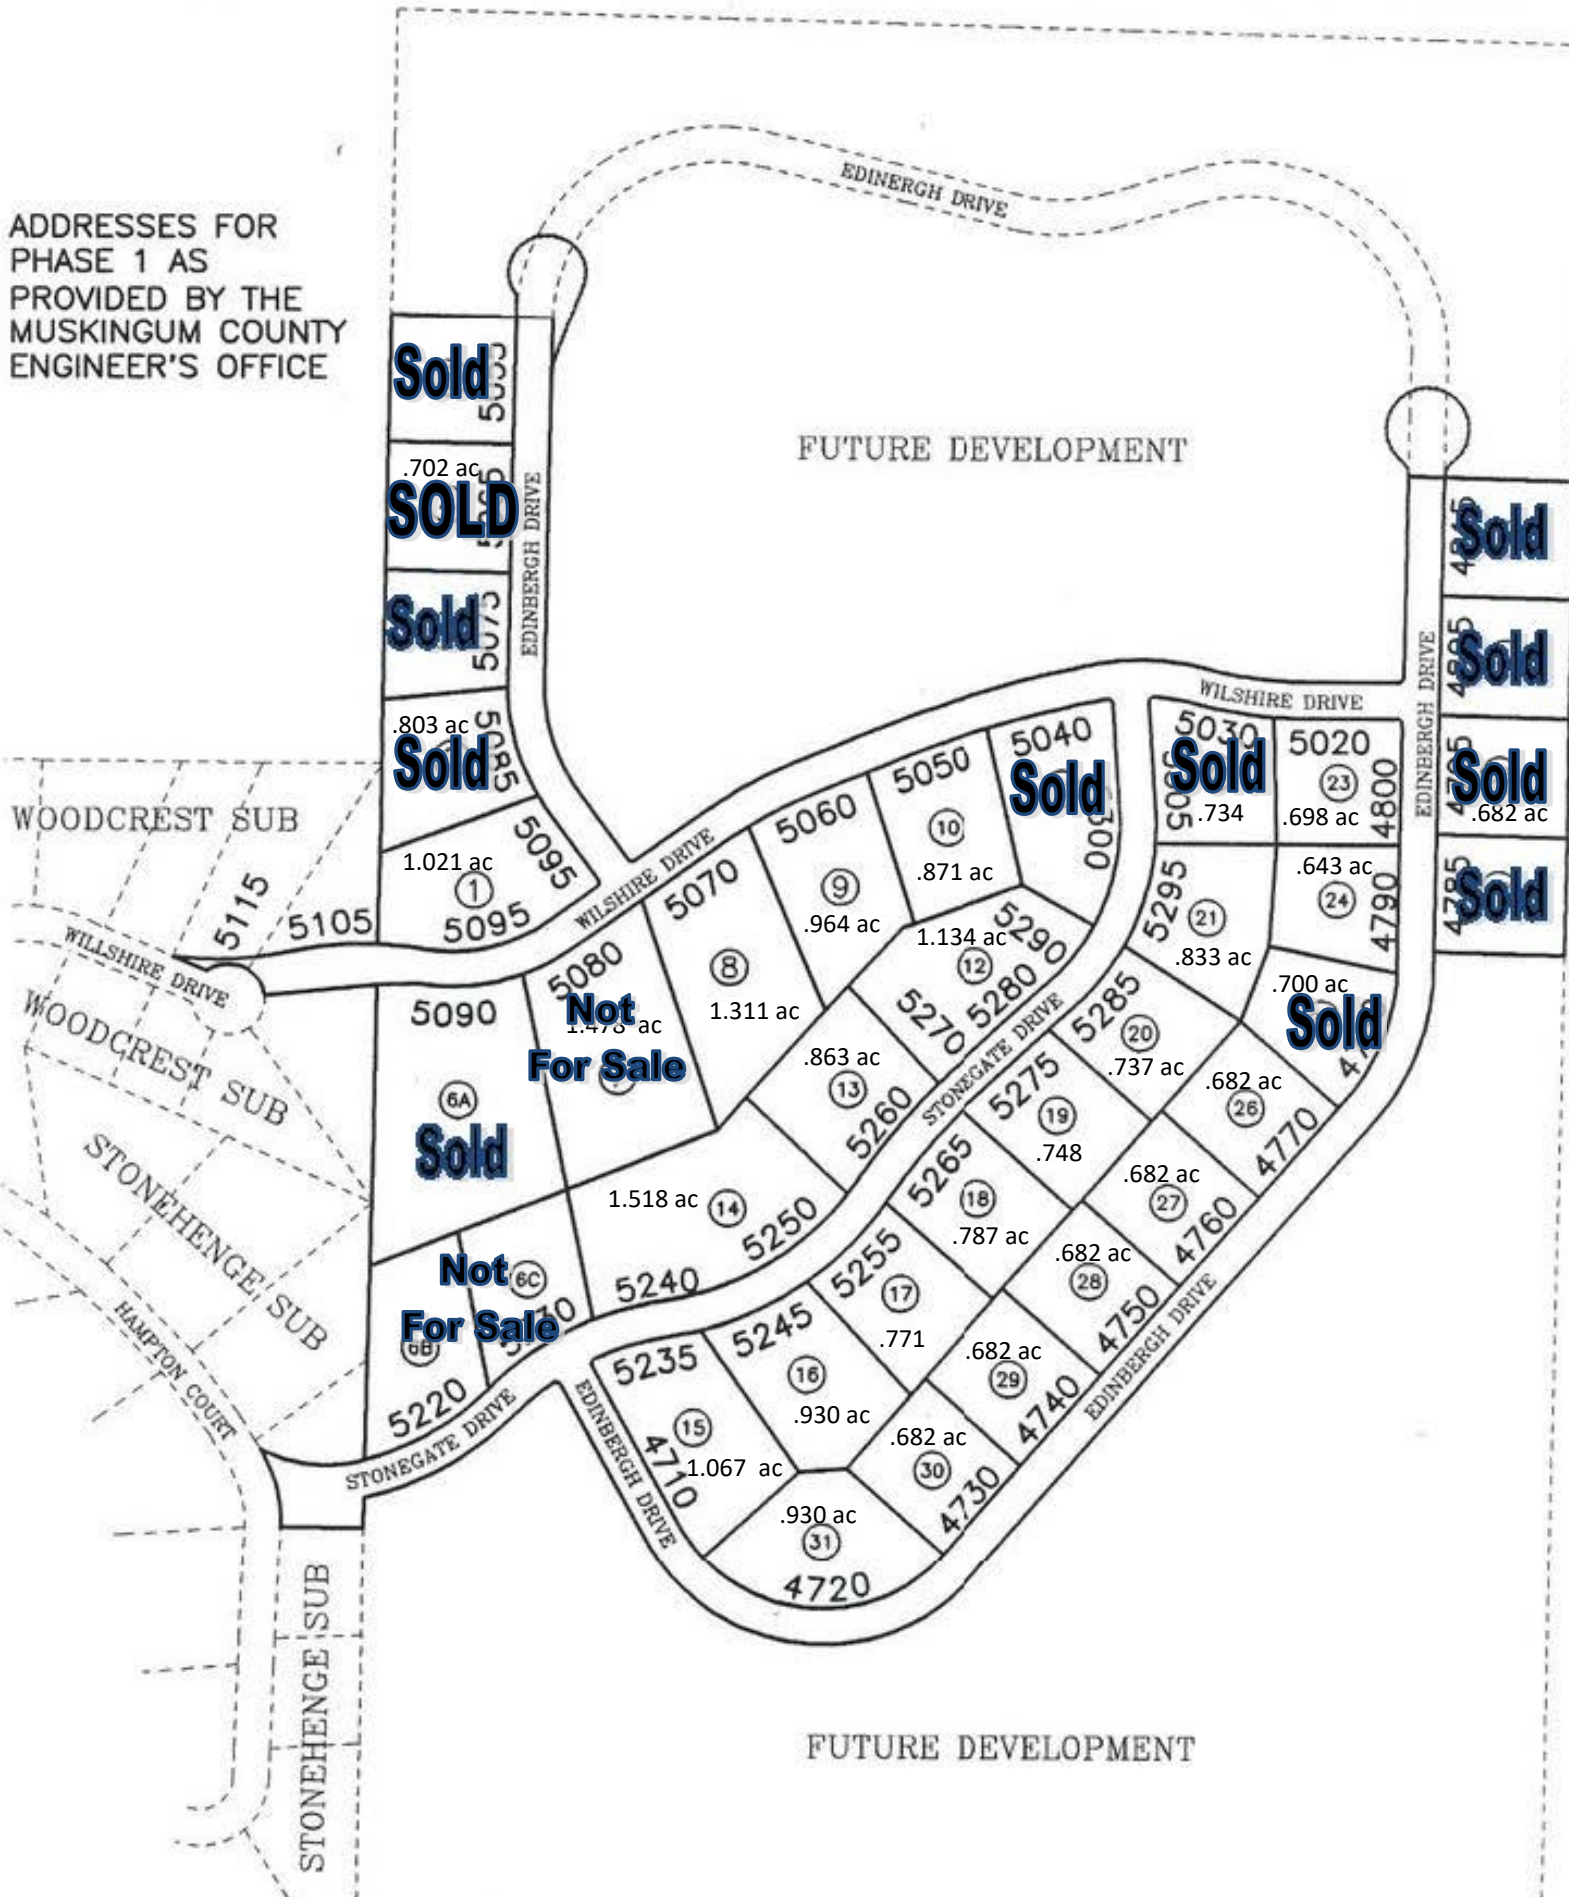 EDINERGH DRIVE
ADDRESSES FOR
PHASE 1 AS
PROVIDED BY THE
MUSKINGUM COUNTY
ENGINEER'S OFFICE
Sold
.702 ac
SOLD
Sold
5075
EDINBERGH DRIVE
.803 ac
5085
Sold
FUTURE DEVELOPMENT
Sold
Sold
Sold
.682 ac
4785
Sold
EDINBERGH DRIVE
WILSHIRE DRIVE
5030
Sold
.734
5020
23
4800
.698 ac
5040
Sold
5300
5050
10
.871 ac
5060
9
.964 ac
5070
8
1.311 ac
WILSHIRE DRIVE
5095
1.021 ac
1
5095
WOODCREST SUB
5115
5105
WILLSHIRE DRIVE
WOODCREST SUB
STONEHENGE SUB
HAMPTON COURT
5090
6A
Sold
5080
Not
For Sale
5290
1.134 ac
12
5280
5270
.643 ac
24
4790
5295
21
.833 ac
.700 ac
Sold
5285
20
.737 ac
.863 ac
13
5260
STONEGATE DRIVE
5275
19
.748
.682 ac
26
4770
5265
18
.787 ac
.682 ac
27
4760
1.518 ac
14
5250
5240
5255
17
.771
.682 ac
28
4750
Not
6C
For Sale
6B
5220
STONEGATE DRIVE
5245
16
.930 ac
.682 ac
29
4740
EDINBERGH DRIVE
5235
15
4710
1.067 ac
EDINBERGH DRIVE
.682 ac
30
4730
.930 ac
31
4720
STONEHENGE SUB
FUTURE DEVELOPMENT